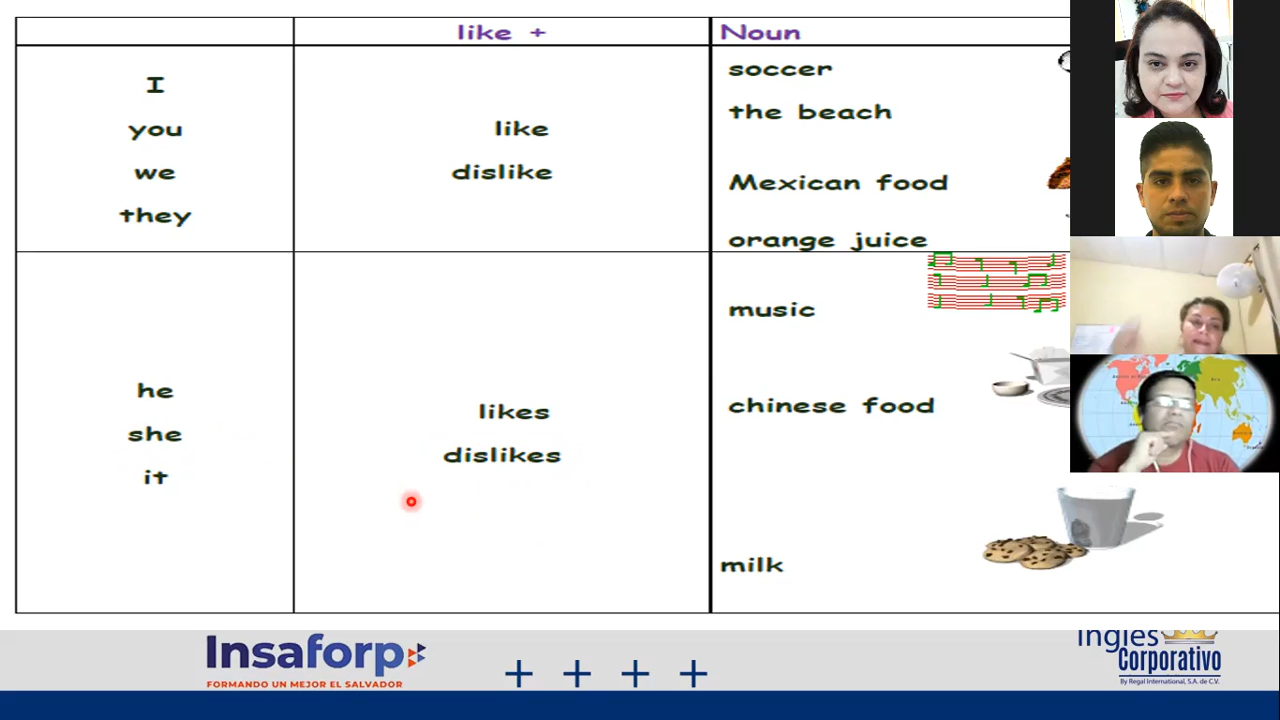 like +
Noun
I
you
we
they
like
dislike
soccer
the beach
Mexican food
orange juice
he
she
it
likes
dislikes
music
chinese food
milk
Insaforp
FORMANDO UN MEJOR EL SALVADOR
Ingles
Corporativo
By Regal International, S.A. de C.V.